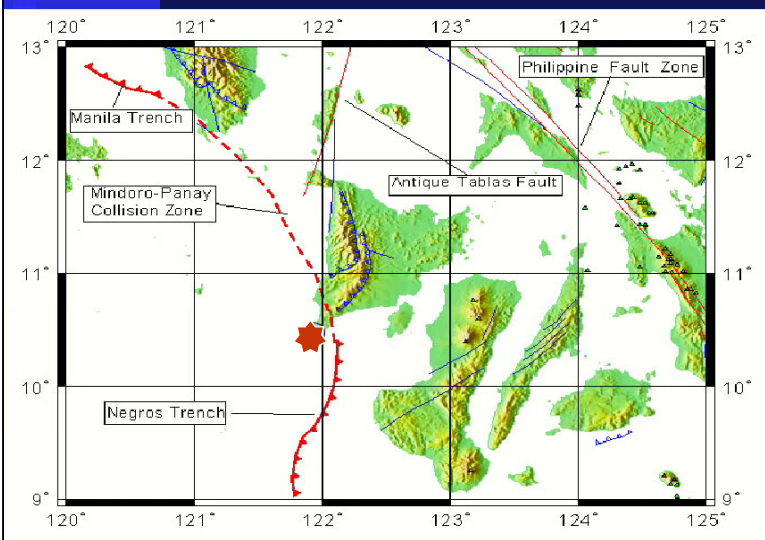 120° 121° 122° 123° 124° 125°
13° 13°
Philippine Fault Zone
Manila Trench
12° 12°
Antique Tablas Fault
Mindoro-Panay
Collision Zone
11° 11°
10° 10°
Negros Trench
9° 9°
120° 121° 122° 123° 124° 125°